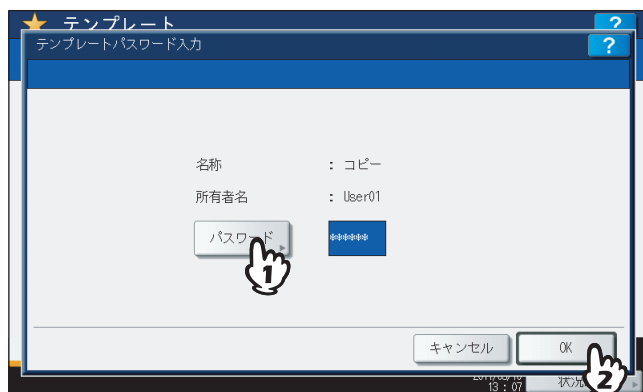 テンプレート
?
テンプレートパスワード入力
?
名称 : コピー
所有者名 : User01
パスワード ******
1
キャンセル OK
2
13 : 07
状況